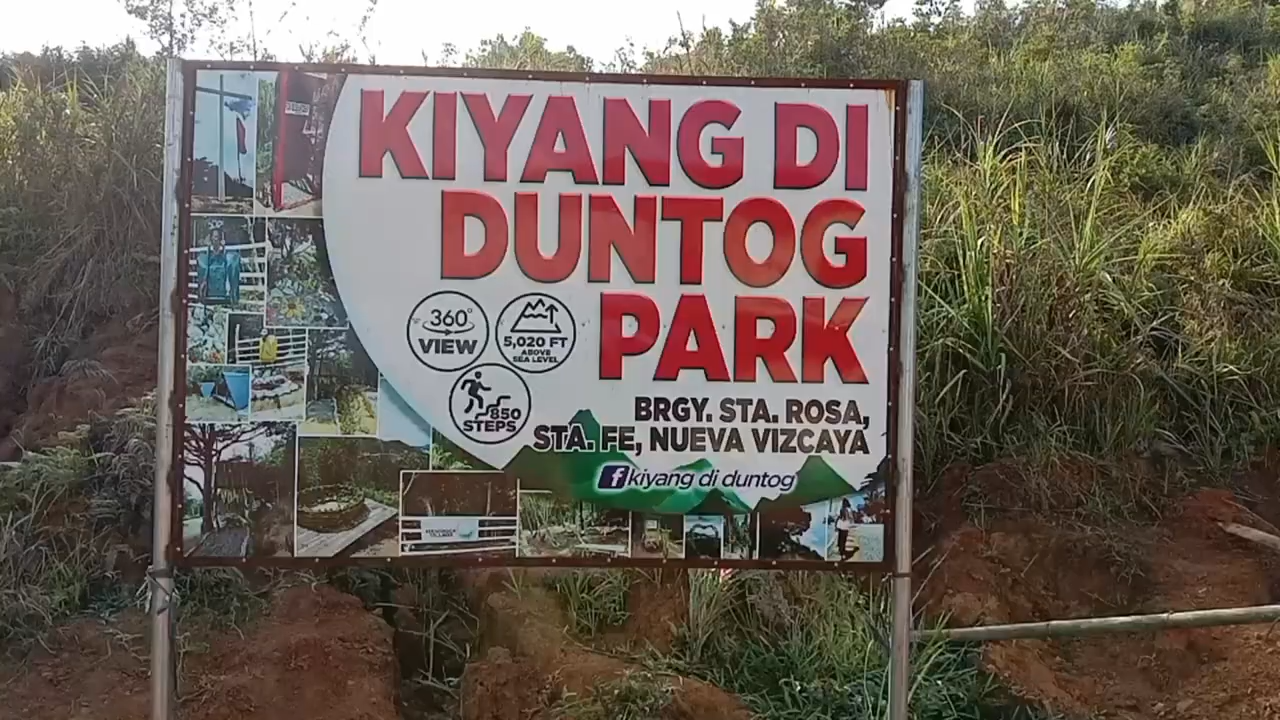 KIYANG DI
DUNTOG
PARK
360°
VIEW
5,020 FT
ABOVE
SEA LEVEL
850
STEPS
BRGY. STA. ROSA,
STA. FE, NUEVA VIZCAYA
f kiyang di duntog